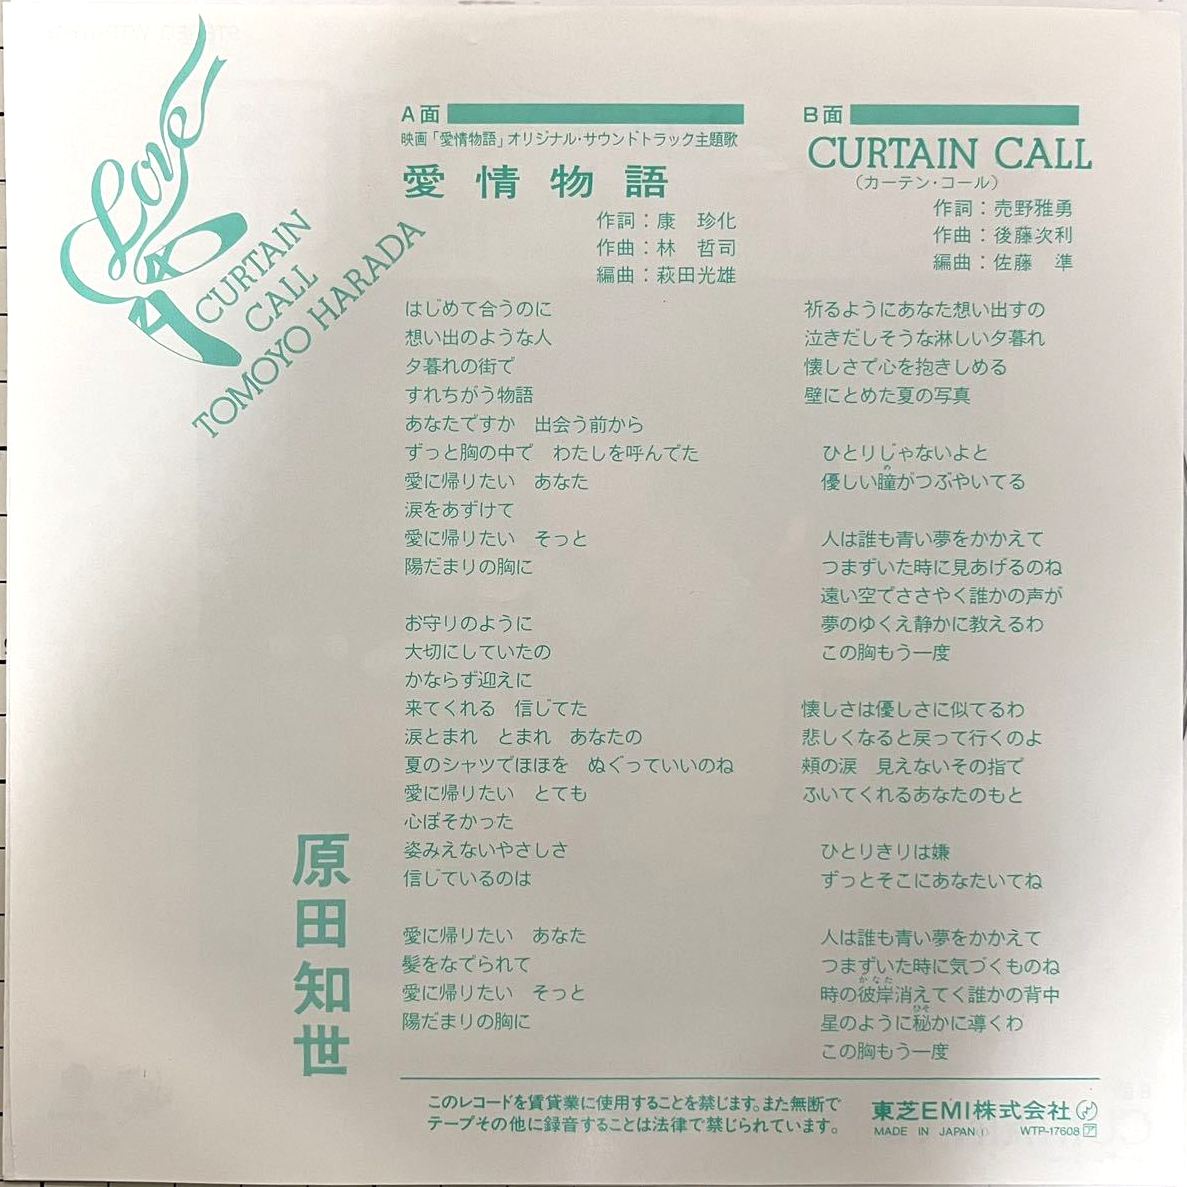 Love
CURTAIN
CALL
TOMOYO HARADA
A面
映画「愛情物語」オリジナル・サウンドトラック主題歌
愛情物語
作詞：康　珍化
作曲：林　哲司
編曲：萩田光雄
はじめて合うのに
想い出のような人
夕暮れの街で
すれちがう物語
あなたですか　出会う前から
ずっと胸の中で　わたしを呼んでた
愛に帰りたい　あなた
涙をあずけて
愛に帰りたい　そっと
陽だまりの胸に
お守りのように
大切にしていたの
かならず迎えに
来てくれる　信じてた
涙とまれ　とまれ　あなたの
夏のシャツでほほを　ぬぐっていいのね
愛に帰りたい　とても
心ぼそかった
姿みえないやさしさ
信じているのは
愛に帰りたい　あなた
髪をなでられて
愛に帰りたい　そっと
陽だまりの胸に
B面
CURTAIN CALL
（カーテン・コール）
作詞：売野雅勇
作曲：後藤次利
編曲：佐藤　準
祈るようにあなた想い出すの
泣きだしそうな淋しい夕暮れ
懐しさで心を抱きしめる
壁にとめた夏の写真
ひとりじゃないよと
の
優しい瞳がつぶやいてる
人は誰も青い夢をかかえて
つまずいた時に見あげるのね
遠い空でささやく誰かの声が
夢のゆくえ静かに教えるわ
この胸もう一度
懐しさは優しさに似てるわ
悲しくなると戻って行くのよ
頬の涙　見えないその指で
ふいてくれるあなたのもと
ひとりきりは嫌
ずっとそこにあなたいてね
人は誰も青い夢をかかえて
つまずいた時に気づくものね
かなた
時の彼岸消えてく誰かの背中
ひそ
星のように秘かに導くわ
この胸もう一度
原田知世
このレコードを賃貸業に使用することを禁じます。また無断で
テープその他に録音することは法律で禁じられています。
東芝EMI株式会社
MADE IN JAPAN WTP-17608 ア